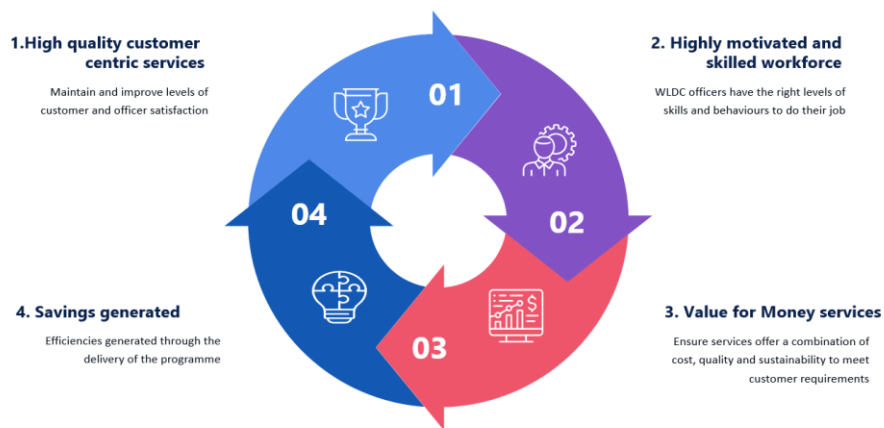 1.High quality customer
centric services
Maintain and improve levels of
customer and officer satisfaction
2. Highly motivated and
skilled workforce
WLDC officers have the right levels of
skills and behaviours to do their job
01
02
03
04
$
4. Savings generated
Efficiencies generated through the
delivery of the programme
3. Value for Money services
Ensure services offer a combination of
cost, quality and sustainability to meet
customer requirements